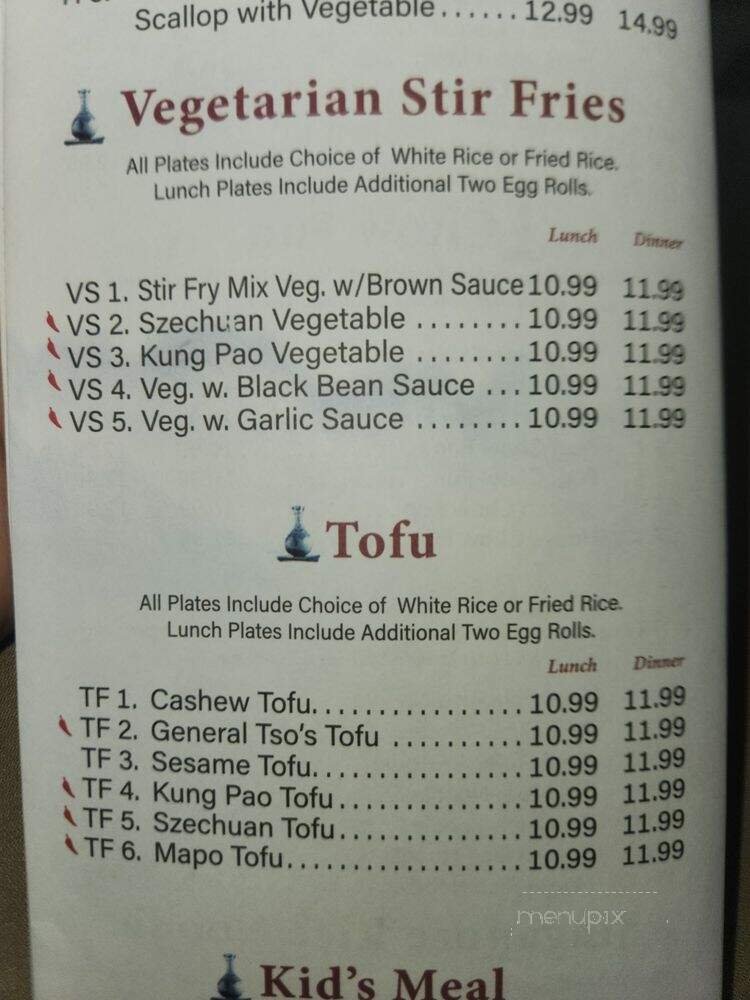 Scallop with Vegetable...... 12.99 14.99
Vegetarian Stir Fries
All Plates Include Choice of White Rice or Fried Rice.
Lunch Plates Include Additional Two Egg Rolls.
Lunch Dinner
VS 1. Stir Fry Mix Veg. w/Brown Sauce 10.99 11.99
VS 2. Szechuan Vegetable ........ 10.99 11.99
VS 3. Kung Pao Vegetable ........ 10.99 11.99
VS 4. Veg. w. Black Bean Sauce ... 10.99 11.99
VS 5. Veg. w. Garlic Sauce ........ 10.99 11.99
Tofu
All Plates Include Choice of White Rice or Fried Rice.
Lunch Plates Include Additional Two Egg Rolls.
Lunch Dinner
TF 1. Cashew Tofu................ 10.99 11.99
TF 2. General Tso's Tofu .......... 10.99 11.99
TF 3. Sesame Tofu................ 10.99 11.99
TF 4. Kung Pao Tofu.............. 10.99 11.99
TF 5. Szechuan Tofu.............. 10.99 11.99
TF 6. Mapo Tofu.................. 10.99 11.99
menupix
Kid's Meal